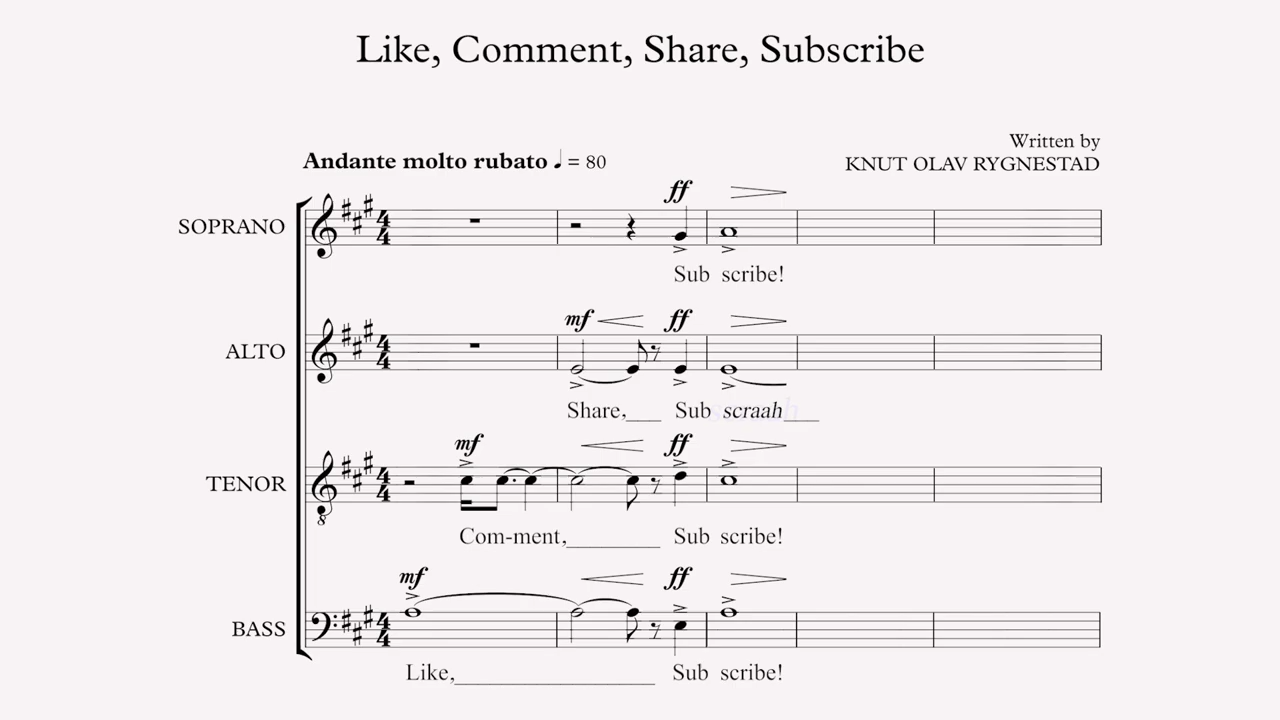 Like, Comment, Share, Subscribe
Written by
Andante molto rubato ♩ = 80
KNUT OLAV RYGNESTAD
ff
SOPRANO
Sub scribe!
mf ff
ALTO
Share,___ Sub scraah___
mf ff
TENOR
8
Com-ment,________ Sub scribe!
mf ff
BASS
Like,_________________ Sub scribe!